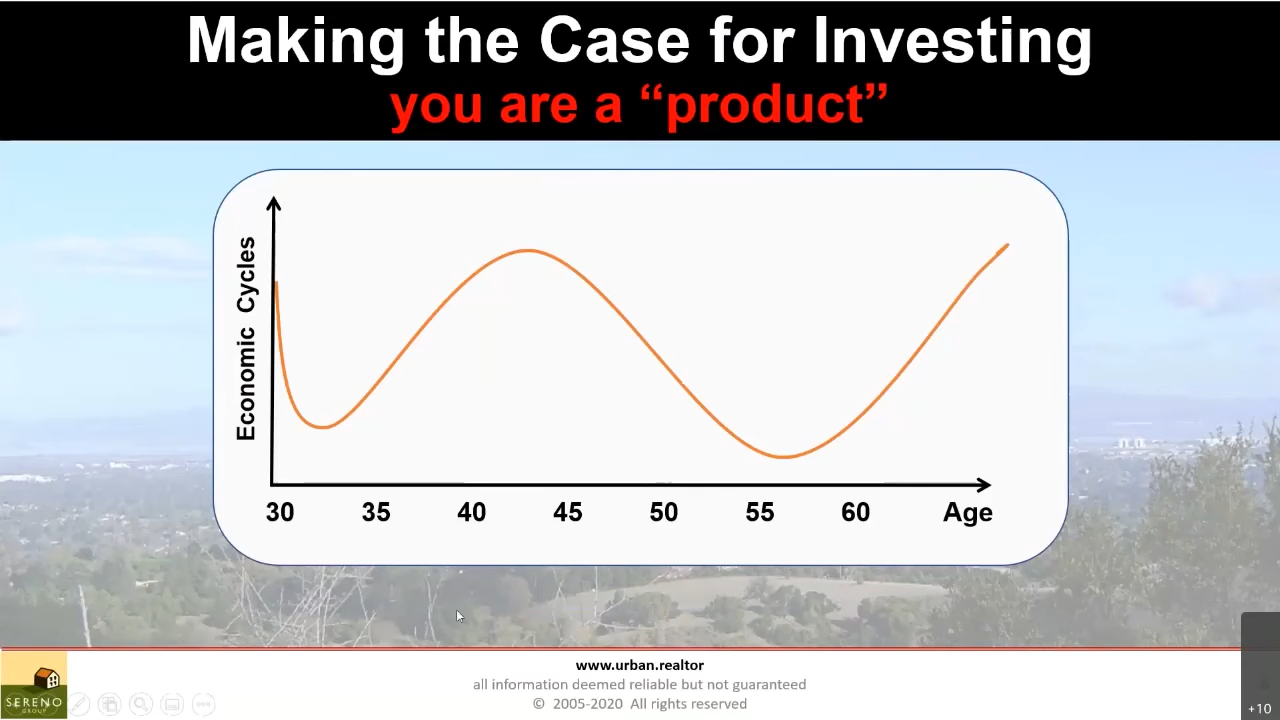 Making the Case for Investing
you are a “product”
Economic Cycles
30 35 40 45 50 55 60 Age
www.urban.realtor
all information deemed reliable but not guaranteed
© 2005-2020 All rights reserved
SERENO
GROUP
+10